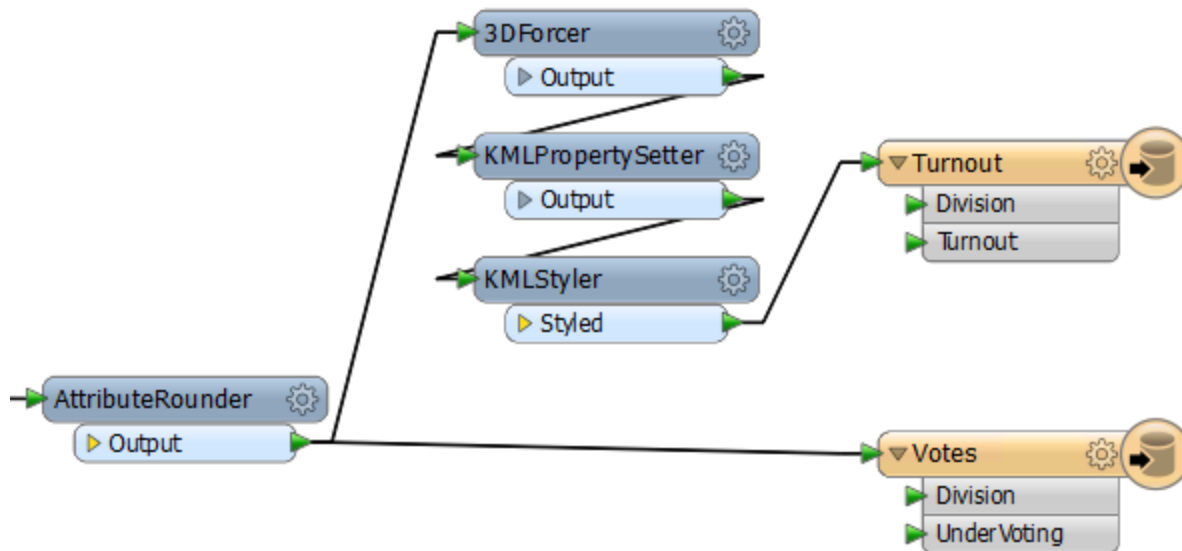 3DForcer
Output
KMLPropertySetter
Output
KMLStyler
Styled
Turnout
Division
Turnout
AttributeRounder
Output
Votes
Division
UnderVoting